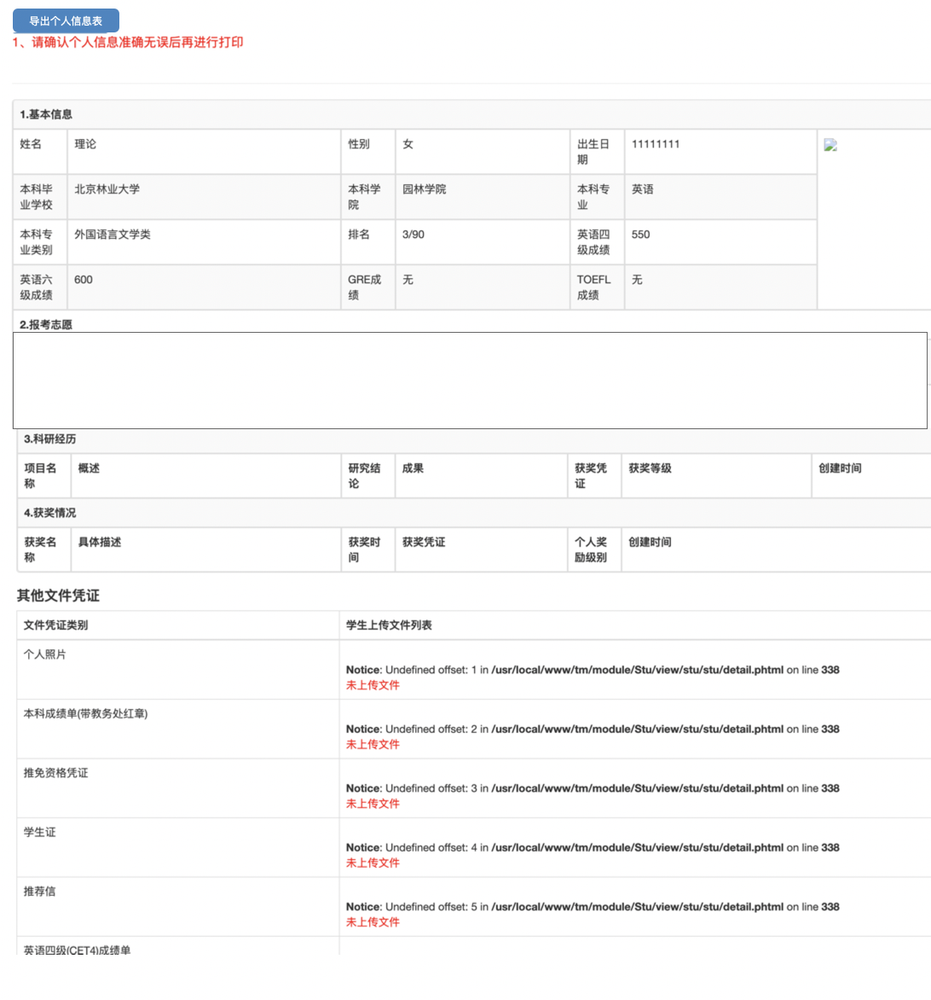 导出个人信息表
1、请确认个人信息准确无误后再进行打印
1.基本信息
姓名 理论 性别 女 出生日期 11111111
本科毕业学校 北京林业大学 本科学院 园林学院 本科专业 英语
本科专业类别 外国语言文学类 排名 3/90 英语四级成绩 550
英语六级成绩 600 GRE成绩 无 TOEFL成绩 无
2.报考志愿
3.科研经历
项目名称 概述 研究结论 成果 获奖凭证 获奖等级 创建时间
4.获奖情况
获奖名称 具体描述 获奖时间 获奖凭证 个人奖励级别 创建时间
其他文件凭证
文件凭证类别 学生上传文件列表
个人照片
Notice: Undefined offset: 1 in /usr/local/www/tm/module/Stu/view/stu/stu/detail.phtml on line 338
未上传文件
本科成绩单(带教务处红章)
Notice: Undefined offset: 2 in /usr/local/www/tm/module/Stu/view/stu/stu/detail.phtml on line 338
未上传文件
推免资格凭证
Notice: Undefined offset: 3 in /usr/local/www/tm/module/Stu/view/stu/stu/detail.phtml on line 338
未上传文件
学生证
Notice: Undefined offset: 4 in /usr/local/www/tm/module/Stu/view/stu/stu/detail.phtml on line 338
未上传文件
推荐信
Notice: Undefined offset: 5 in /usr/local/www/tm/module/Stu/view/stu/stu/detail.phtml on line 338
未上传文件
英语四级(CET4)成绩单